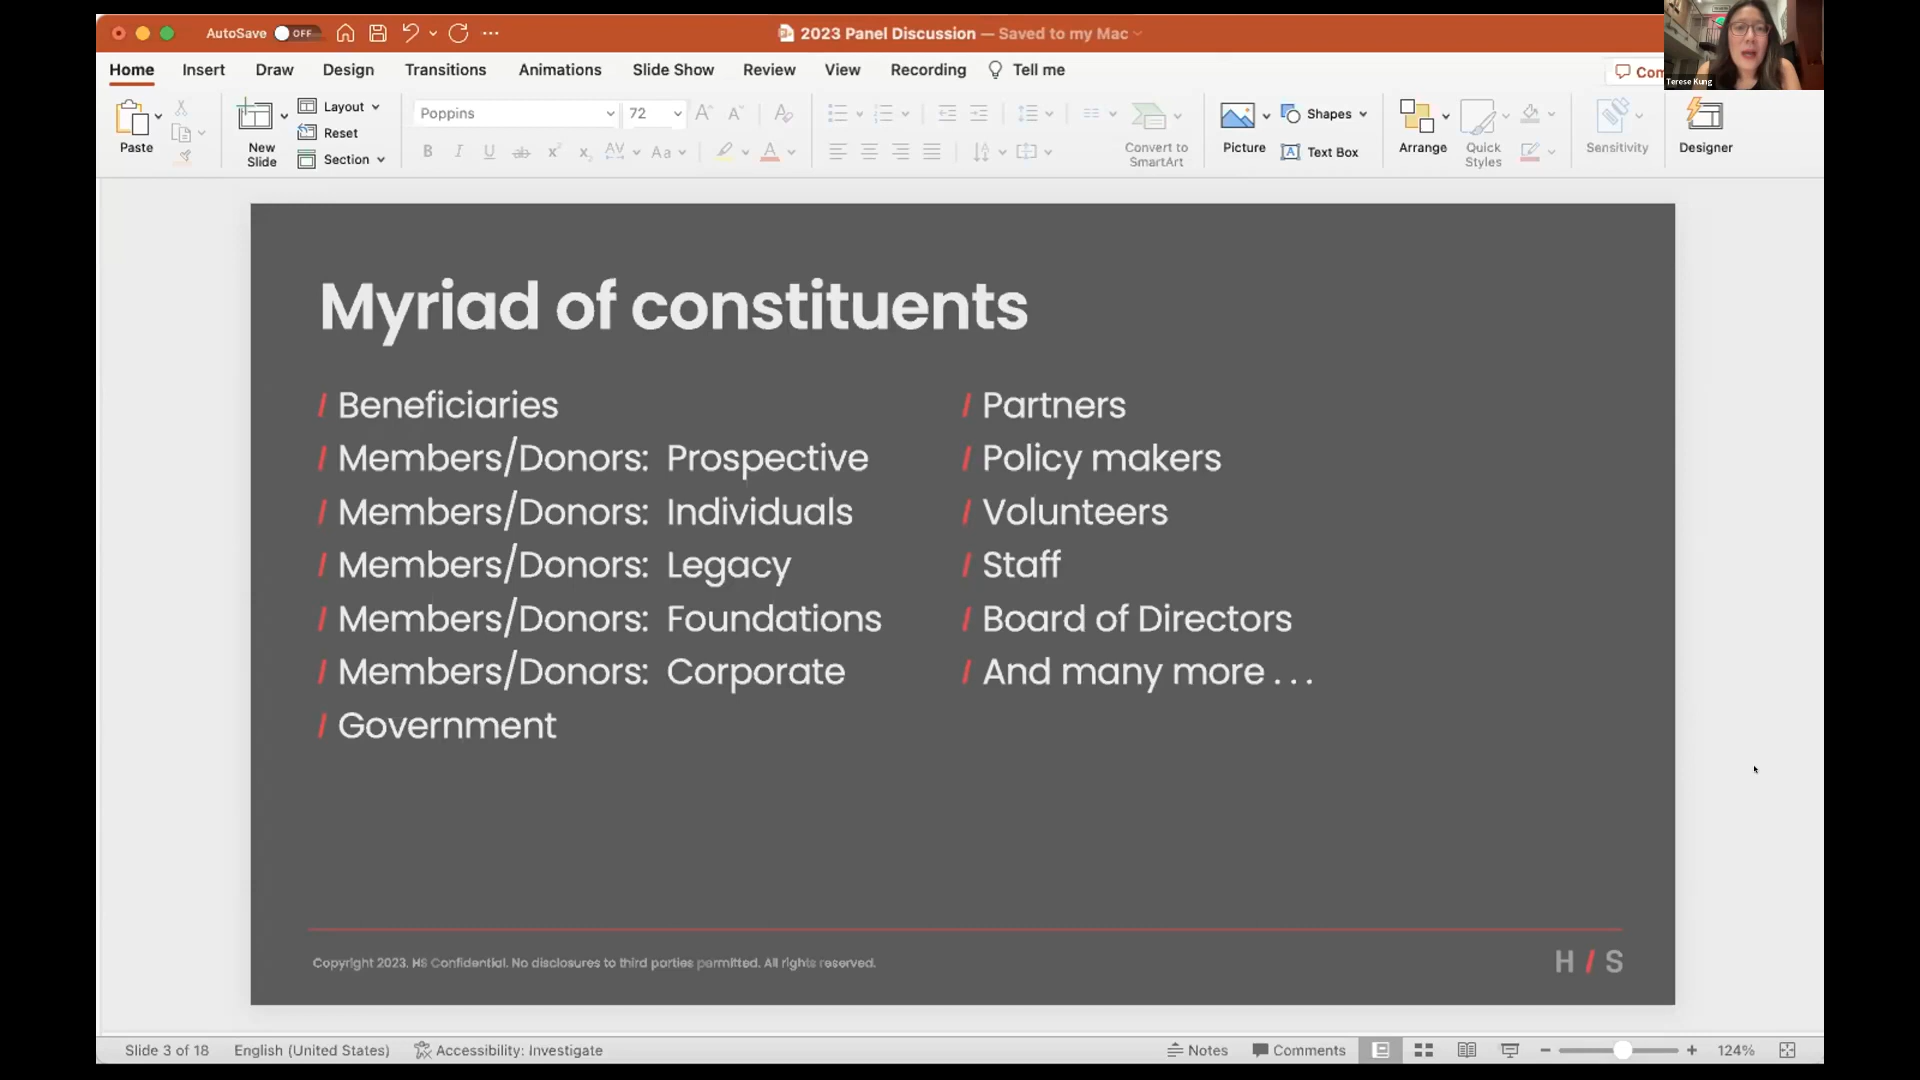 AutoSave OFF 2023 Panel Discussion — Saved to my Mac
Home Insert Draw Design Transitions Animations Slide Show Review View Recording Tell me
Terese Kung
Paste
New Slide
Layout
Reset
Section
Poppins 72
Convert to SmartArt
Picture
Shapes
Text Box
Arrange
Quick Styles
Sensitivity
Designer
Myriad of constituents
/ Beneficiaries
/ Members/Donors: Prospective
/ Members/Donors: Individuals
/ Members/Donors: Legacy
/ Members/Donors: Foundations
/ Members/Donors: Corporate
/ Government
/ Partners
/ Policy makers
/ Volunteers
/ Staff
/ Board of Directors
/ And many more . . .
Copyright 2023. HS Confidential. No disclosures to third parties permitted. All rights reserved.
H / S
Slide 3 of 18 English (United States) Accessibility: Investigate Notes Comments 124%